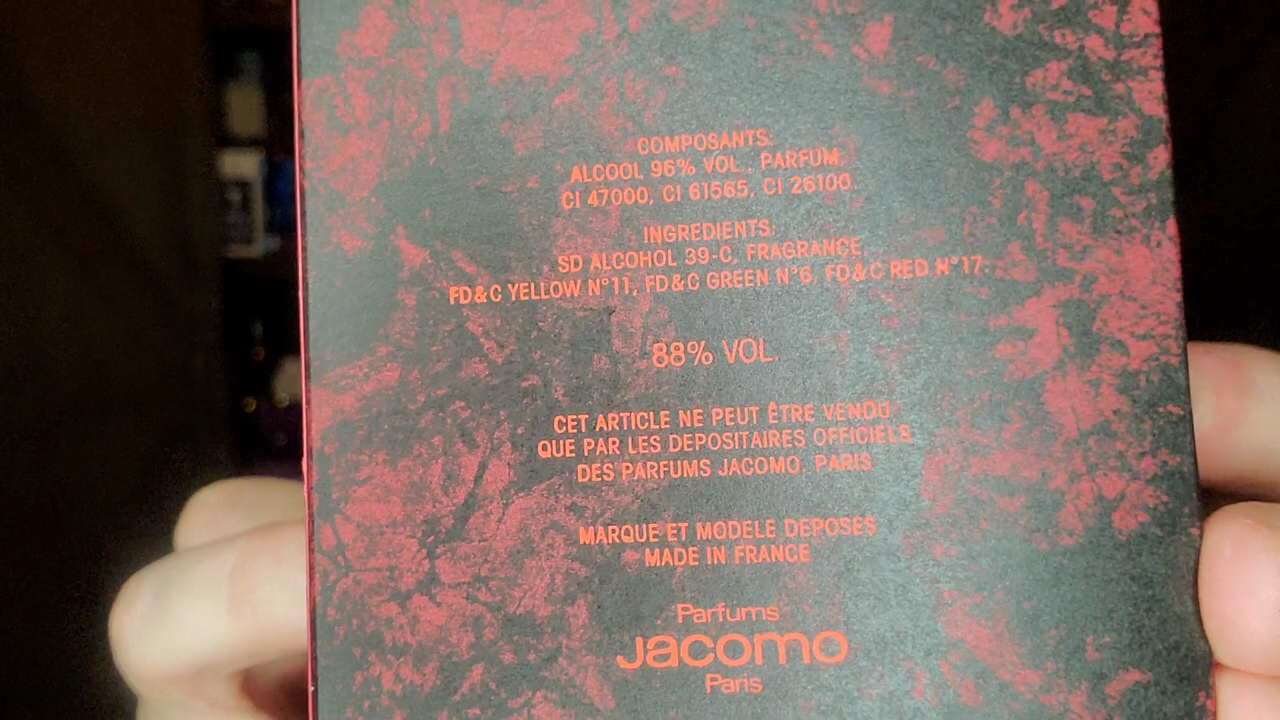 COMPOSANTS:
ALCOOL 96% VOL., PARFUM,
CI 47000, CI 61565, CI 26100.
INGREDIENTS:
SD ALCOHOL 39-C, FRAGRANCE,
FD&C YELLOW N°11, FD&C GREEN N°6, FD&C RED N°17.
88% VOL.
CET ARTICLE NE PEUT ÊTRE VENDU
QUE PAR LES DEPOSITAIRES OFFICIELS
DES PARFUMS JACOMO, PARIS
MARQUE ET MODELE DEPOSES
MADE IN FRANCE
Parfums
Jacomo
Paris